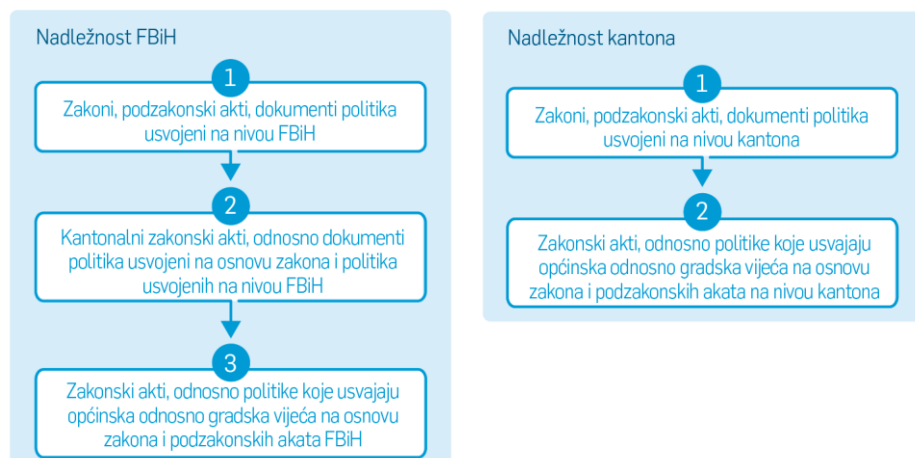 Nadležnost FBiH
1
Zakoni, podzakonski akti, dokumenti politika
usvojeni na nivou FBiH
2
Kantonalni zakonski akti, odnosno dokumenti
politika usvojeni na osnovu zakona i politika
usvojenih na nivou FBiH
3
Zakonski akti, odnosno politike koje usvajaju
općinska odnosno gradska vijeća na osnovu
zakona i podzakonskih akata FBiH
Nadležnost kantona
1
Zakoni, podzakonski akti, dokumenti politika
usvojeni na nivou kantona
2
Zakonski akti, odnosno politike koje usvajaju
općinska odnosno gradska vijeća na osnovu
zakona i podzakonskih akata na nivou kantona